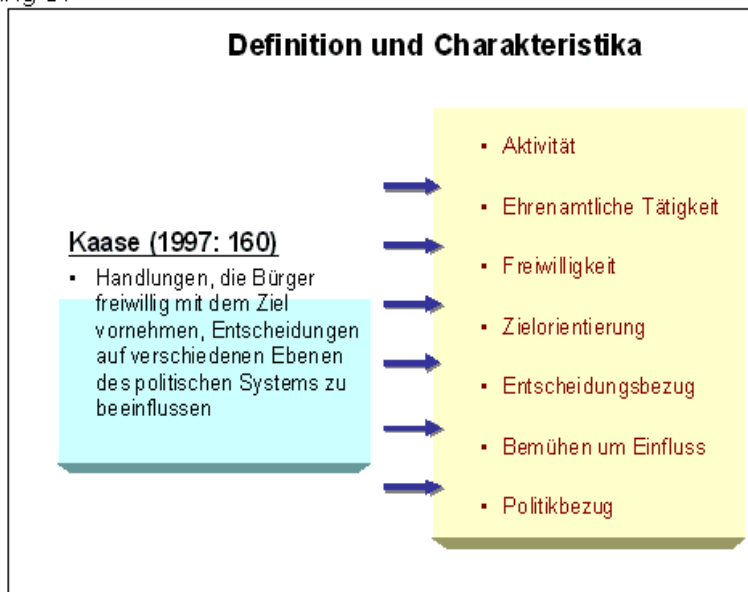 Definition und Charakteristika
Kaase (1997: 160)
▪ Handlungen, die Bürger
freiwillig mit dem Ziel
vornehmen, Entscheidungen
auf verschiedenen Ebenen
des politischen Systems zu
beeinflussen
▪ Aktivität
▪ Ehrenamtliche Tätigkeit
▪ Freiwilligkeit
▪ Zielorientierung
▪ Entscheidungsbezug
▪ Bemühen um Einfluss
▪ Politikbezug